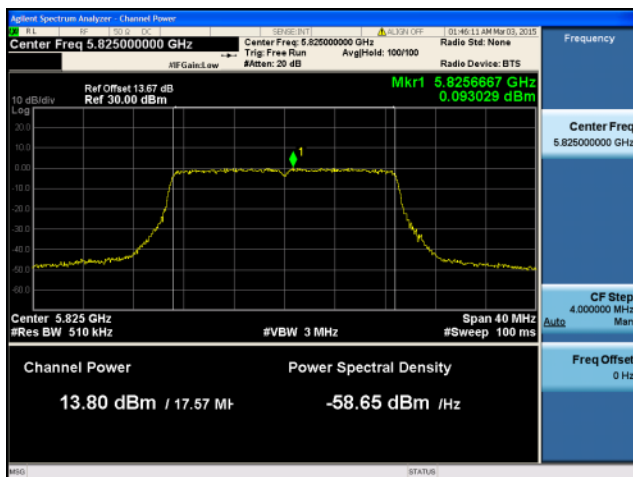 Agilent Spectrum Analyzer - Channel Power
RL RF 50 Ω DC SENSE:INT ALIGN OFF 01:46:11 AM Mar 03, 2015
Center Freq 5.825000000 GHz
Center Freq: 5.825000000 GHz
Radio Std: None
Trig: Free Run Avg|Hold: 100/100
#IFGain:Low #Atten: 20 dB Radio Device: BTS
Frequency
Ref Offset 13.67 dB
Mkr1 5.8256667 GHz
10 dB/div Ref 30.00 dBm 0.093029 dBm
Log
20.0
10.0
0.00
-10.0
-20.0
-30.0
-40.0
-50.0
-60.0
1
Center 5.825 GHz Span 40 MHz
#Res BW 510 kHz #VBW 3 MHz #Sweep 100 ms
Channel Power Power Spectral Density
13.80 dBm / 17.57 MH -58.65 dBm /Hz
Center Freq
5.825000000 GHz
CF Step
4.000000 MHz
Auto Man
Freq Offset
0 Hz
MSG STATUS